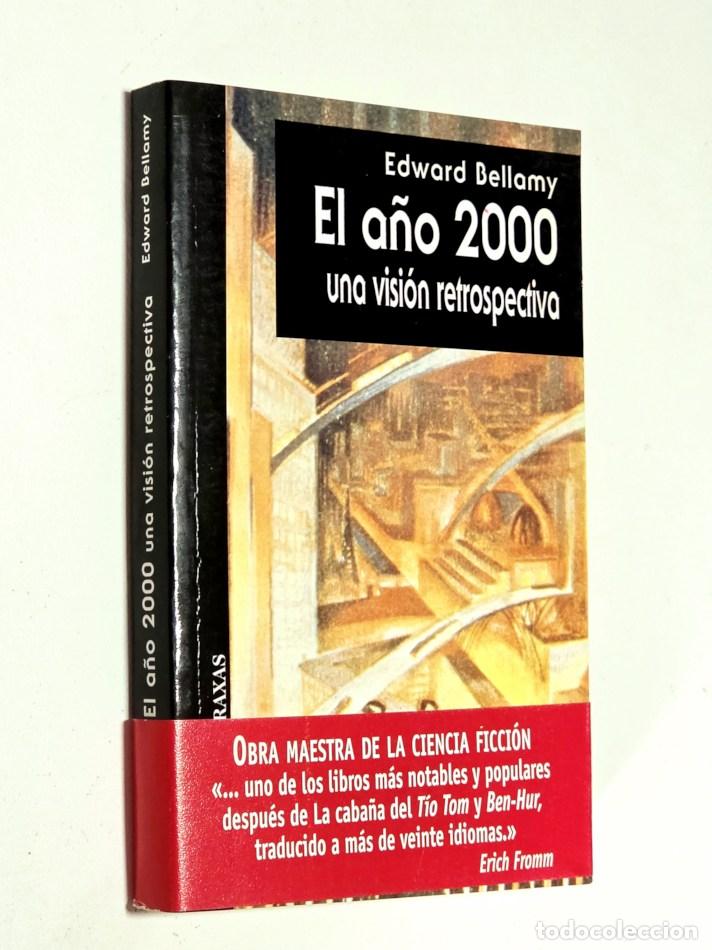 Edward Bellamy
El año 2000
una visión retrospectiva
El año 2000 una visión retrospectiva Edward Bellamy
RAXAS
OBRA MAESTRA DE LA CIENCIA FICCIÓN
«... uno de los libros más notables y populares
después de La cabaña del Tío Tom y Ben-Hur,
traducido a más de veinte idiomas.»
Erich Fromm
todocoleccion